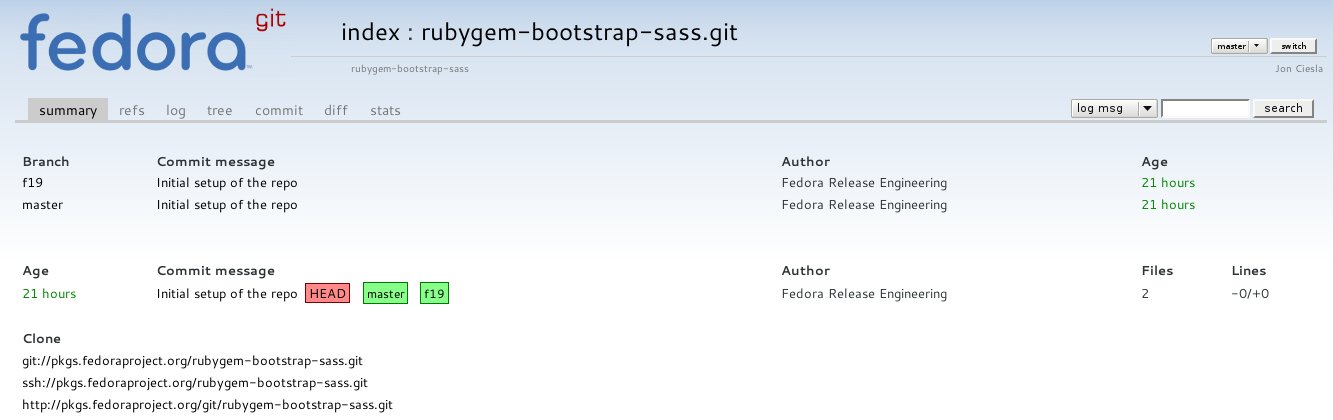 fedora git
index : rubygem-bootstrap-sass.git
master switch
rubygem-bootstrap-sass Jon Ciesla
summary refs log tree commit diff stats log msg search
Branch Commit message Author Age
f19 Initial setup of the repo Fedora Release Engineering 21 hours
master Initial setup of the repo Fedora Release Engineering 21 hours
Age Commit message Author Files Lines
21 hours Initial setup of the repo HEAD master f19 Fedora Release Engineering 2 -0/+0
Clone
git://pkgs.fedoraproject.org/rubygem-bootstrap-sass.git
ssh://pkgs.fedoraproject.org/rubygem-bootstrap-sass.git
http://pkgs.fedoraproject.org/git/rubygem-bootstrap-sass.git